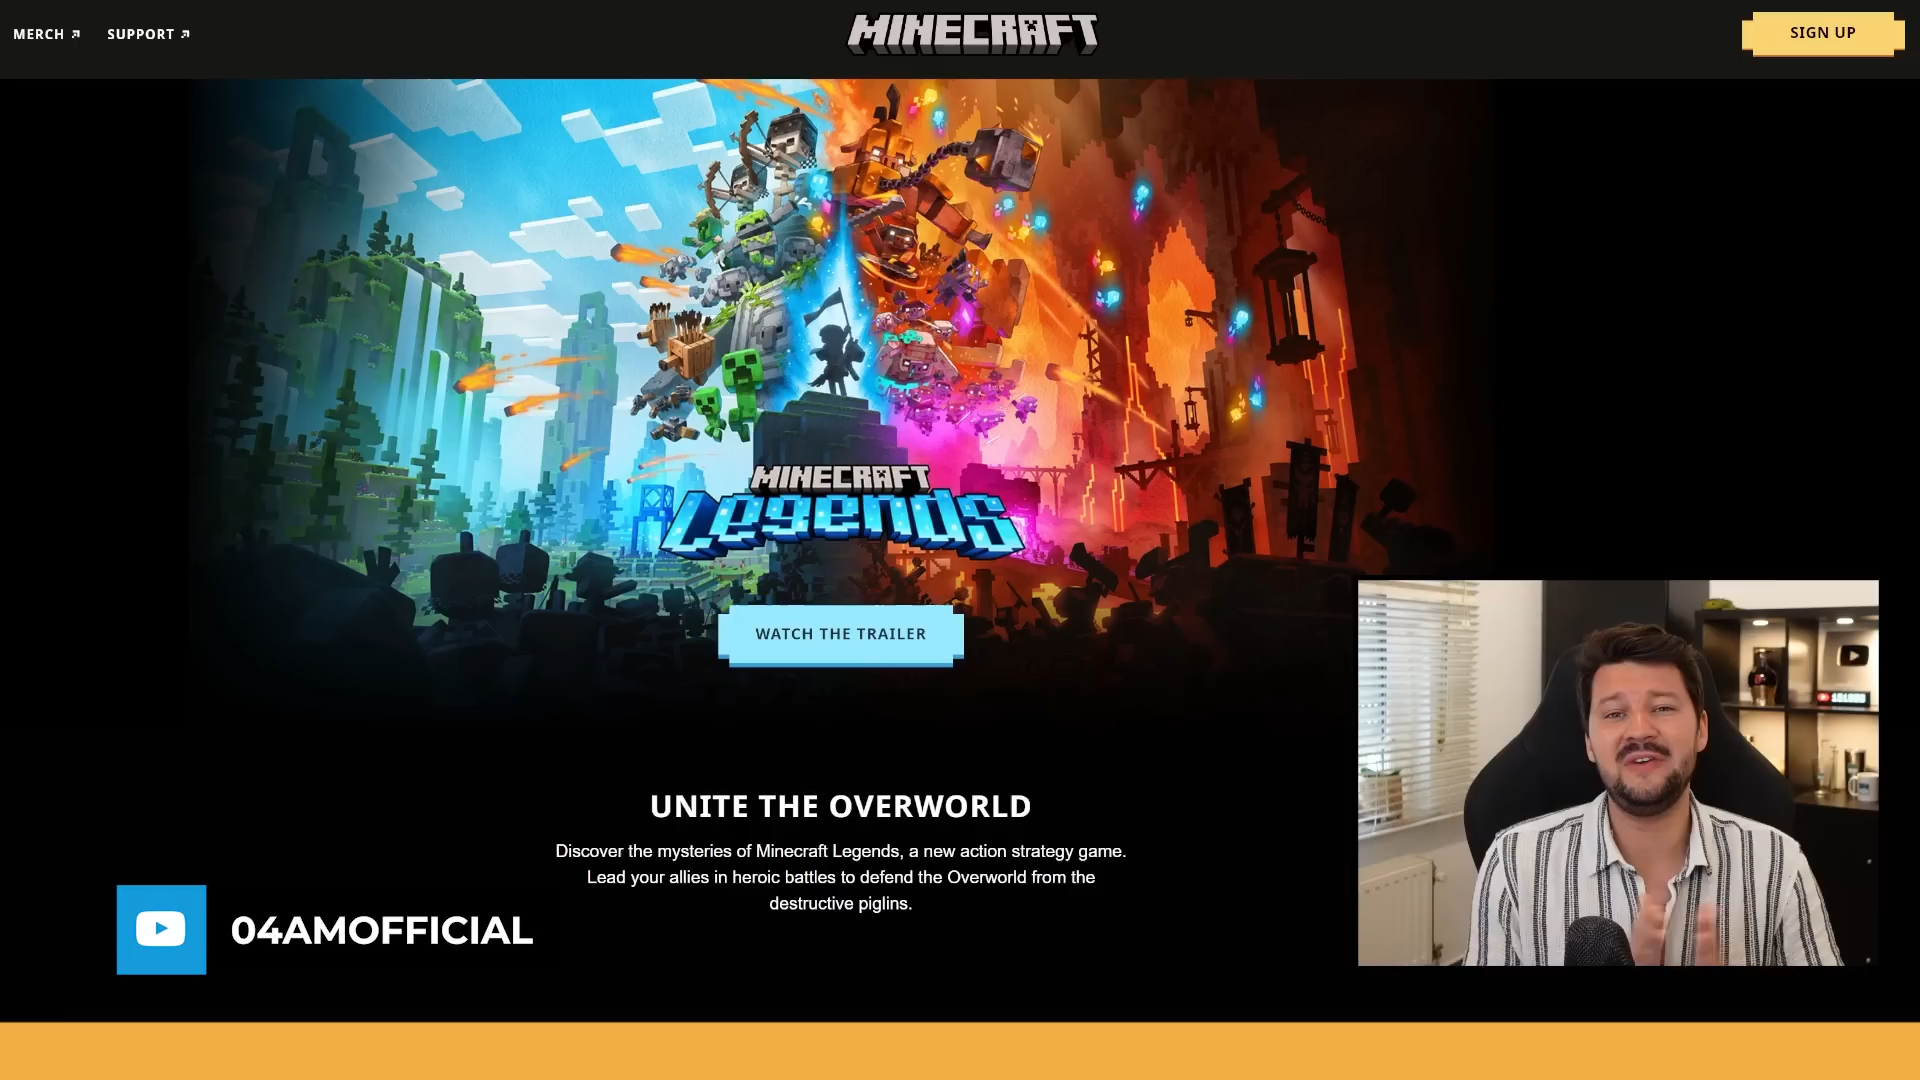 MERCH
SUPPORT
MINECRAFT
SIGN UP
MINECRAFT
Legends
WATCH THE TRAILER
UNITE THE OVERWORLD
Discover the mysteries of Minecraft Legends, a new action strategy game.
Lead your allies in heroic battles to defend the Overworld from the
destructive piglins.
04AMOFFICIAL